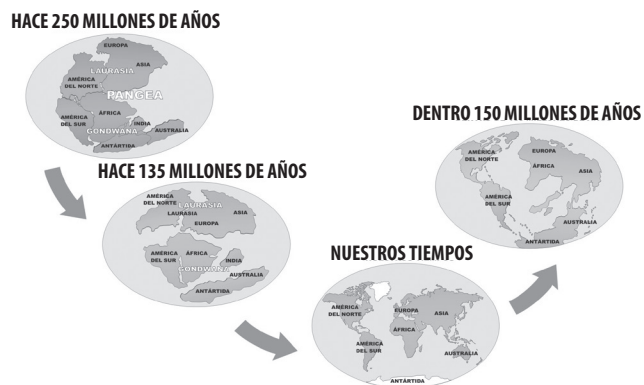 HACE 250 MILLONES DE AÑOS
EUROPA
LAURASIA
ASIA
AMÉRICA
DEL NORTE
PANGEA
AMÉRICA
DEL SUR
ÁFRICA
INDIA
GONDWANA
AUSTRALIA
ANTÁRTIDA
HACE 135 MILLONES DE AÑOS
AMÉRICA
DEL NORTE
LAURASIA
LAURASIA
ASIA
EUROPA
AMÉRICA
DEL SUR
ÁFRICA
INDIA
GONDWANA
AUSTRALIA
ANTÁRTIDA
NUESTROS TIEMPOS
AMÉRICA
DEL NORTE
EUROPA
ASIA
ÁFRICA
AMÉRICA
DEL SUR
AUSTRALIA
ANTÁRTIDA
DENTRO 150 MILLONES DE AÑOS
AMÉRICA
DEL NORTE
EUROPA
ÁFRICA
ASIA
AMÉRICA
DEL SUR
AUSTRALIA
ANTÁRTIDA